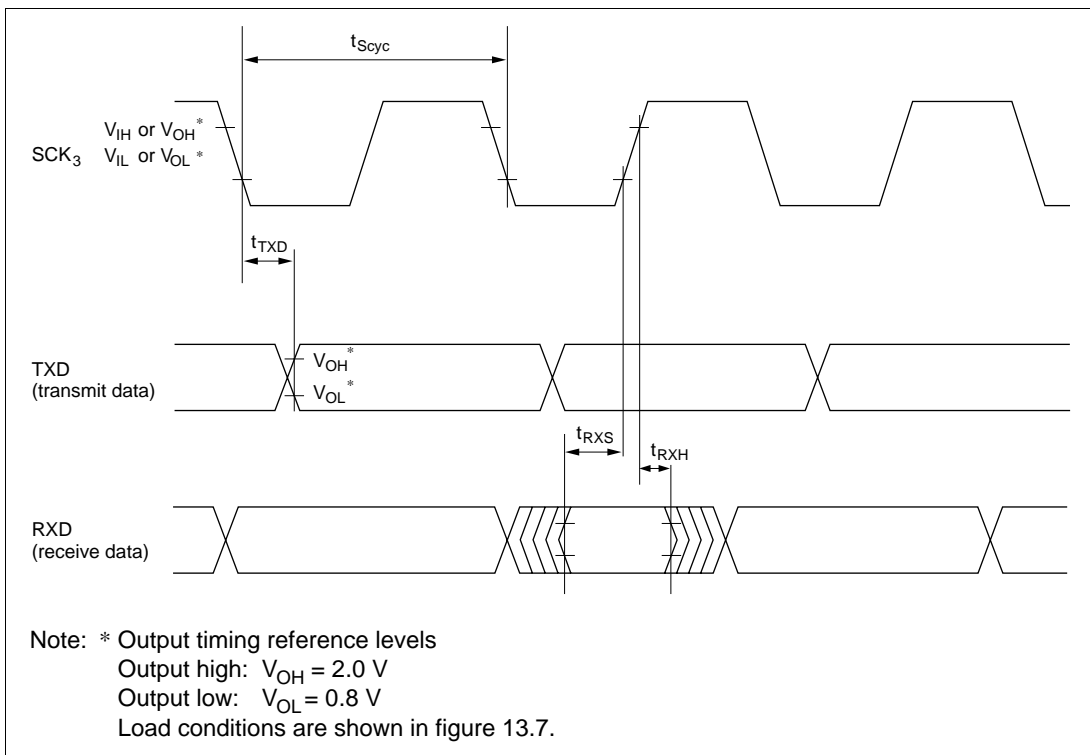 tScyc
VIH or VOH*
SCK3 VIL or VOL*
tTXD
TXD
(transmit data)
VOH*
VOL*
tRXS
tRXH
RXD
(receive data)
Note: * Output timing reference levels
Output high: VOH = 2.0 V
Output low: VOL = 0.8 V
Load conditions are shown in figure 13.7.